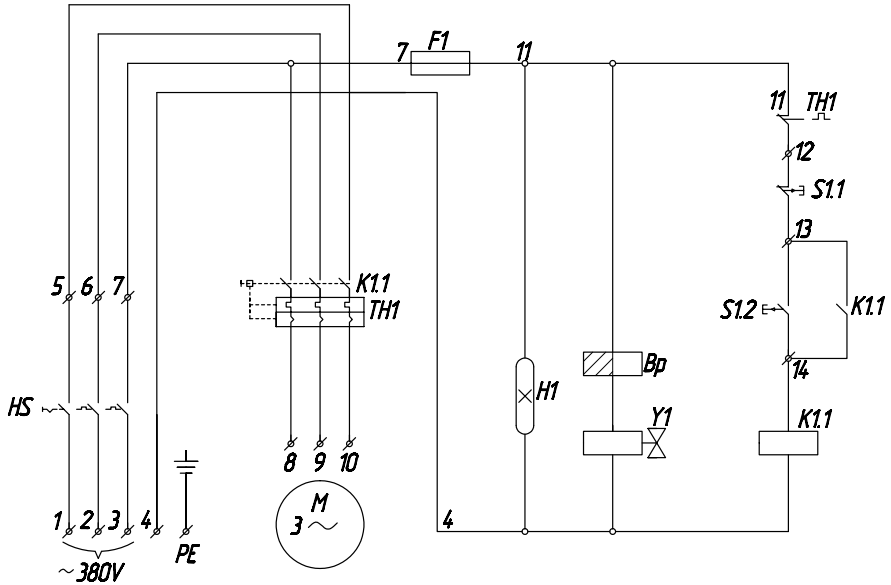 7 F1 11
11 TH1
12
S1.1
13
5 6 7
K1.1
TH1
S1.2 K1.1
14
Bp
HS
H1
Y1
K1.1
8 9 10
M
3 ~
1 2 3 4
PE
4
~380V